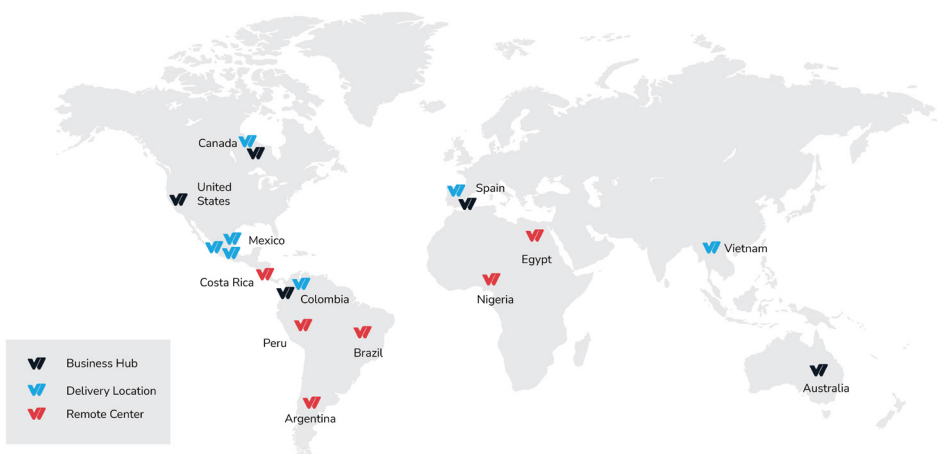 Canada
United
States
Spain
Mexico
Vietnam
Egypt
Costa Rica
Colombia
Nigeria
Peru
Brazil
Business Hub
Australia
Delivery Location
Remote Center
Argentina